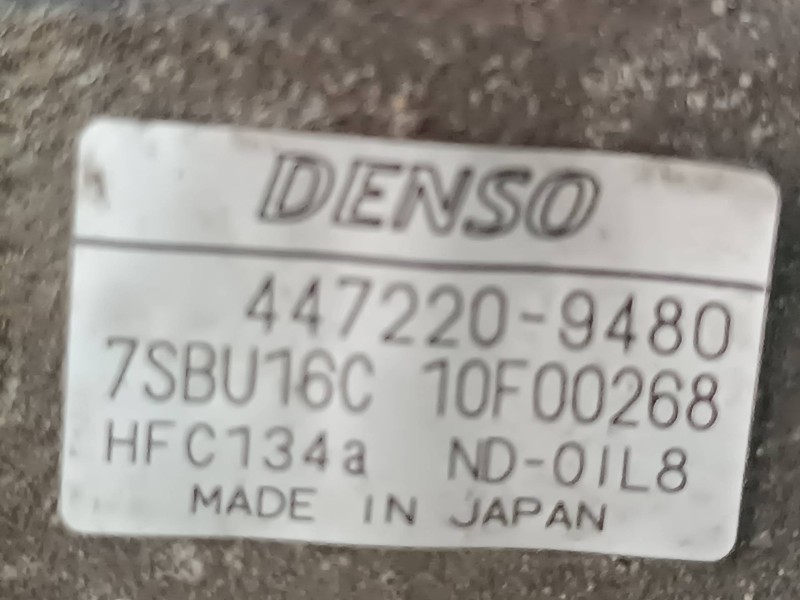 DENSO
447220-9480
7SBU16C 10F00268
HFC134a ND-OIL8
MADE IN JAPAN